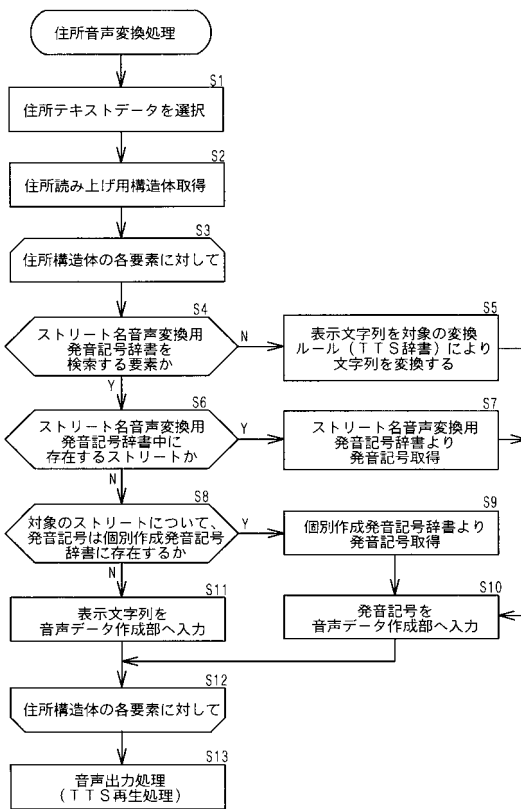 住所音声変換処理
S1
住所テキストデータを選択
S2
住所読み上げ用構造体取得
S3
住所構造体の各要素に対して
S4
ストリート名音声変換用
発音記号辞書を
検索する要素か
N
Y
S5
表示文字列を対象の変換
ルール(TTS辞書)により
文字列を変換する
S6
ストリート名音声変換用
発音記号辞書中に
存在するストリートか
Y
N
S7
ストリート名音声変換用
発音記号辞書より
発音記号取得
S8
対象のストリートについて、
発音記号は個別作成発音記号
辞書に存在するか
Y
N
S9
個別作成発音記号辞書より
発音記号取得
S11
表示文字列を
音声データ作成部へ入力
S10
発音記号を
音声データ作成部へ入力
S12
住所構造体の各要素に対して
S13
音声出力処理
(TTS再生処理)